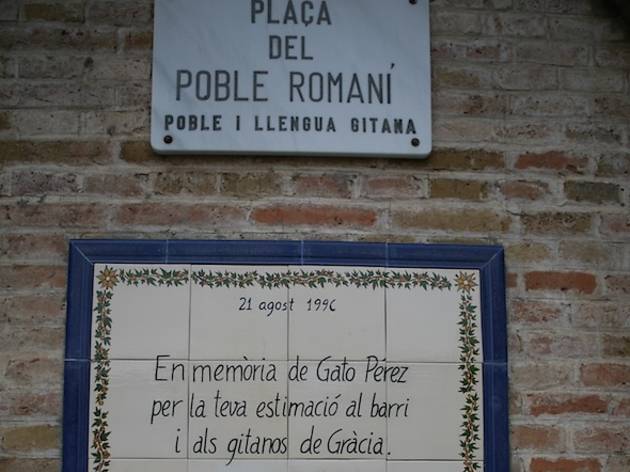 PLAÇA
DEL
POBLE ROMANÍ
POBLE I LLENGUA GITANA
21 agost 1996
En memòria de Gato Pérez
per la teva estimació al barri
i als gitanos de Gràcia.